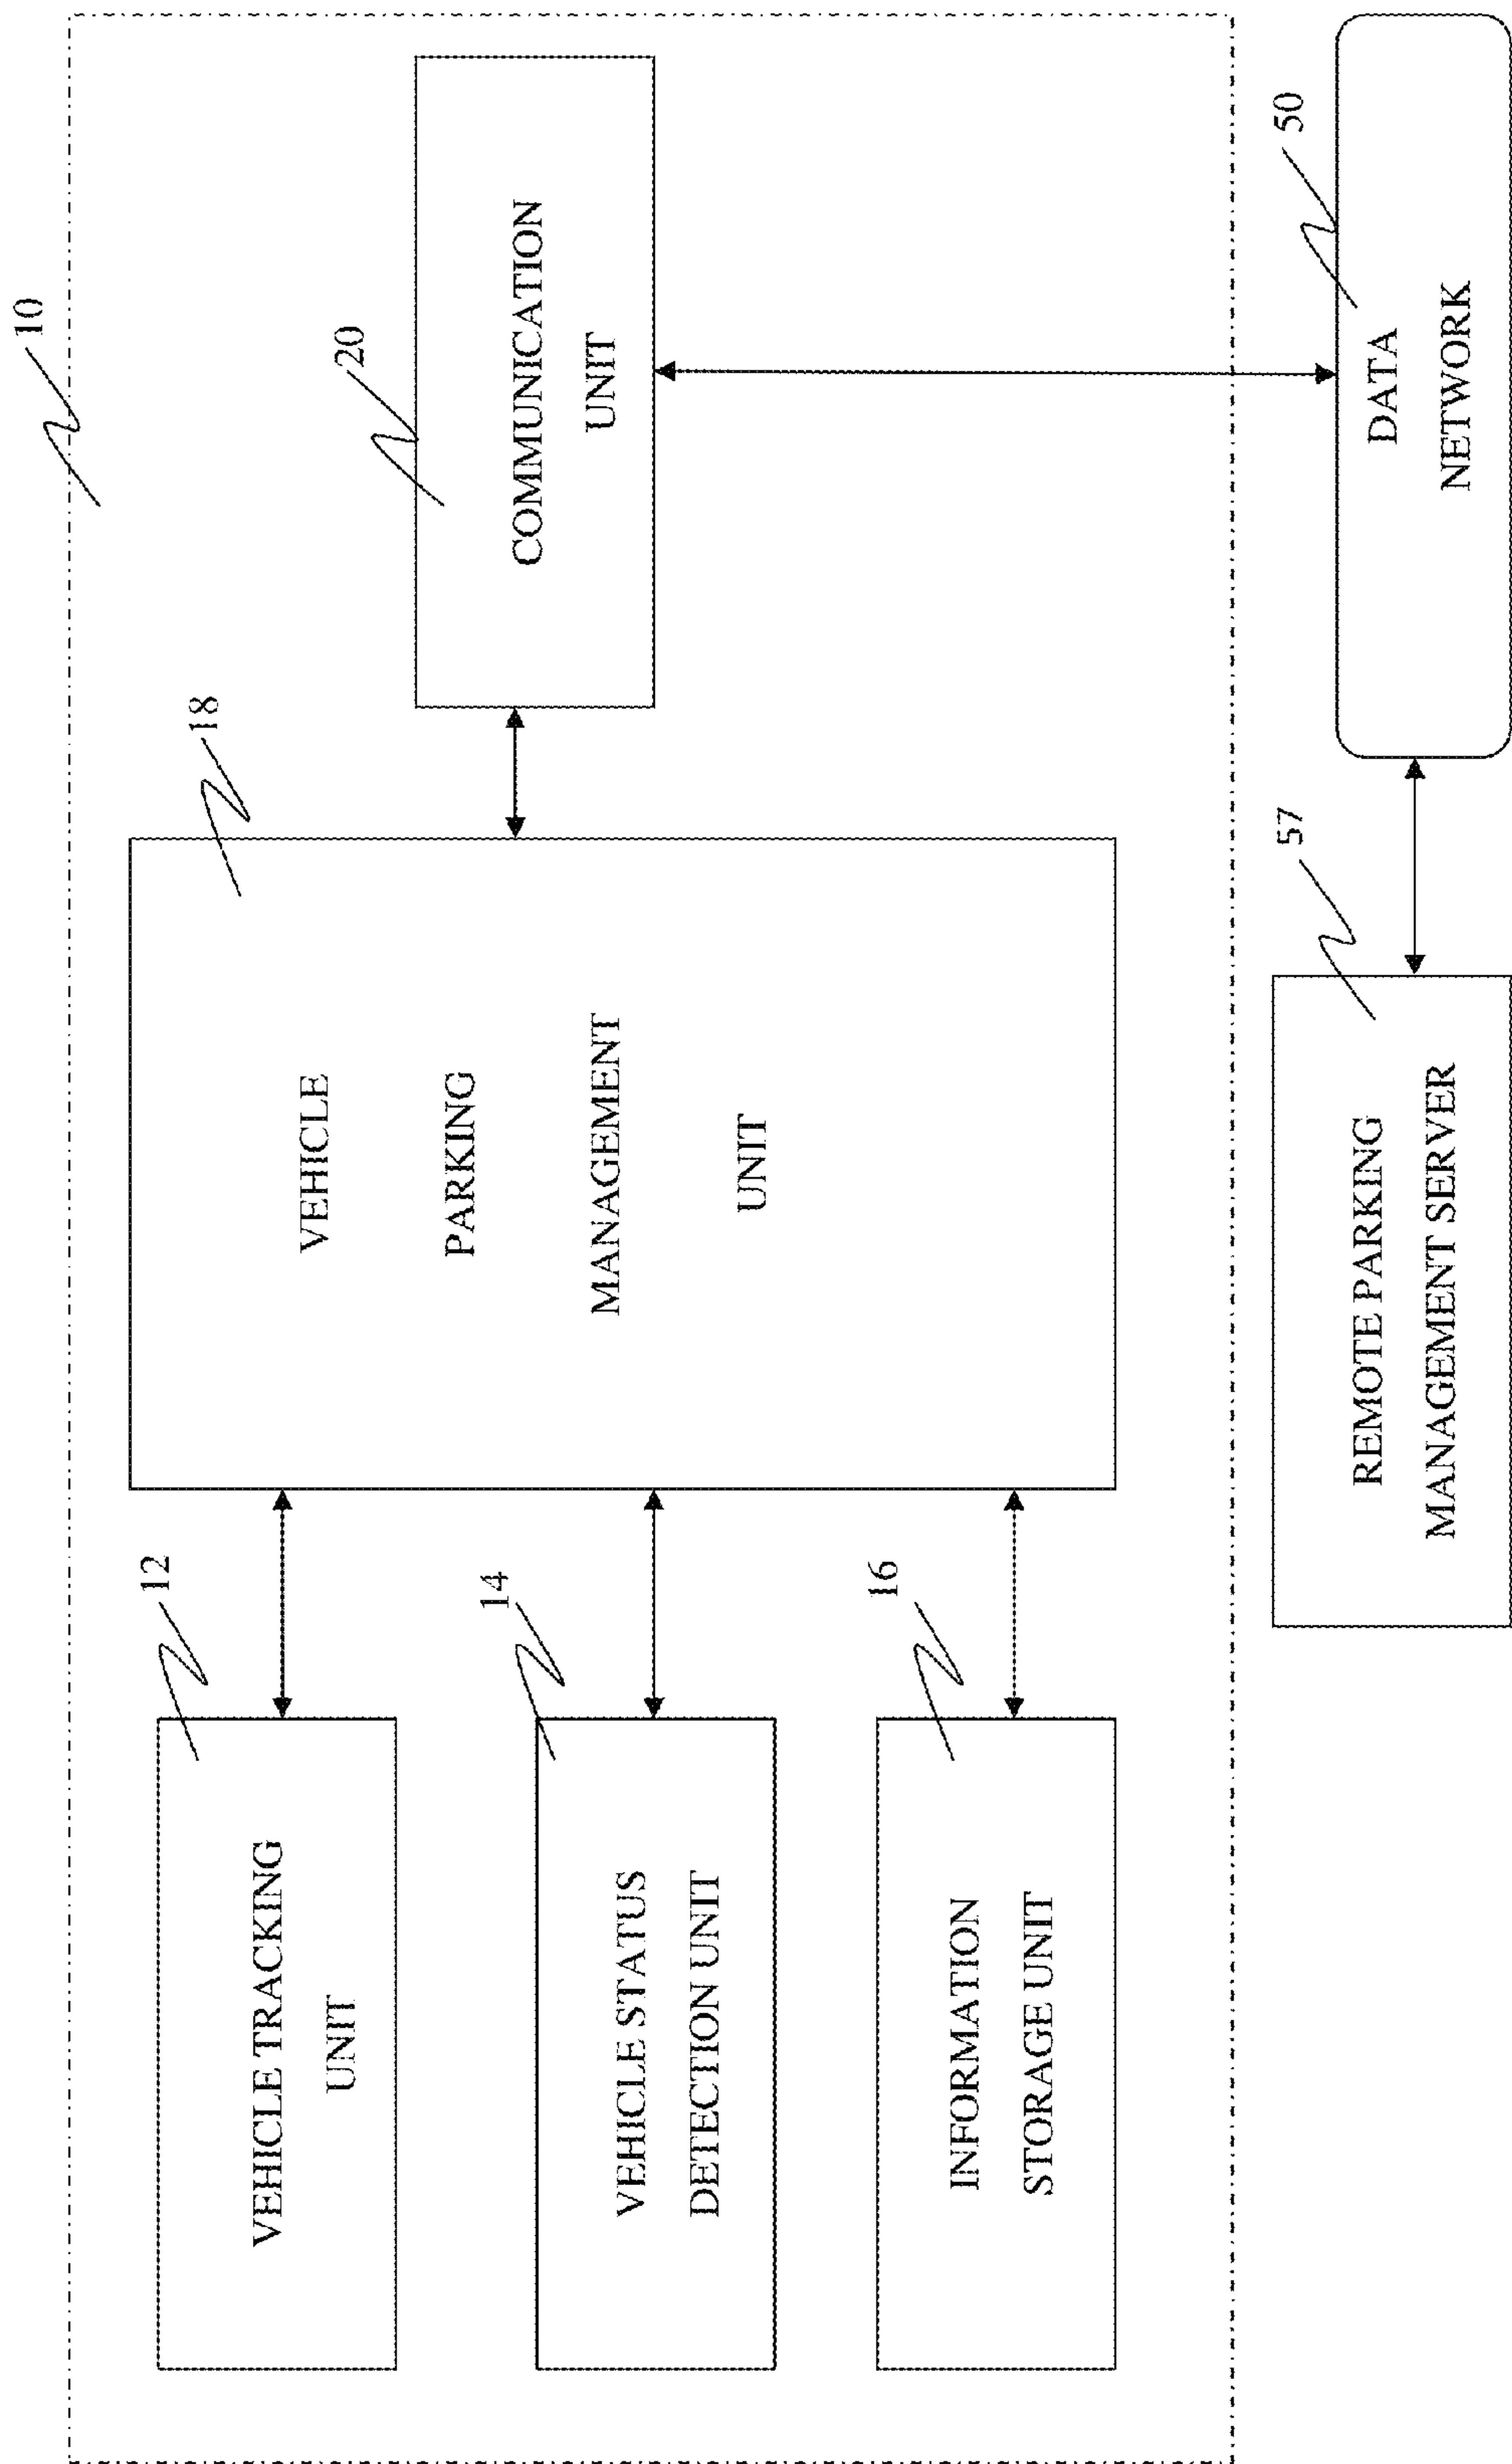 10
12
VEHICLE TRACKING
UNIT
14
VEHICLE STATUS
DETECTION UNIT
16
INFORMATION
STORAGE UNIT
18
VEHICLE
PARKING
MANAGEMENT
UNIT
20
COMMUNICATION
UNIT
57
REMOTE PARKING
MANAGEMENT SERVER
50
DATA
NETWORK